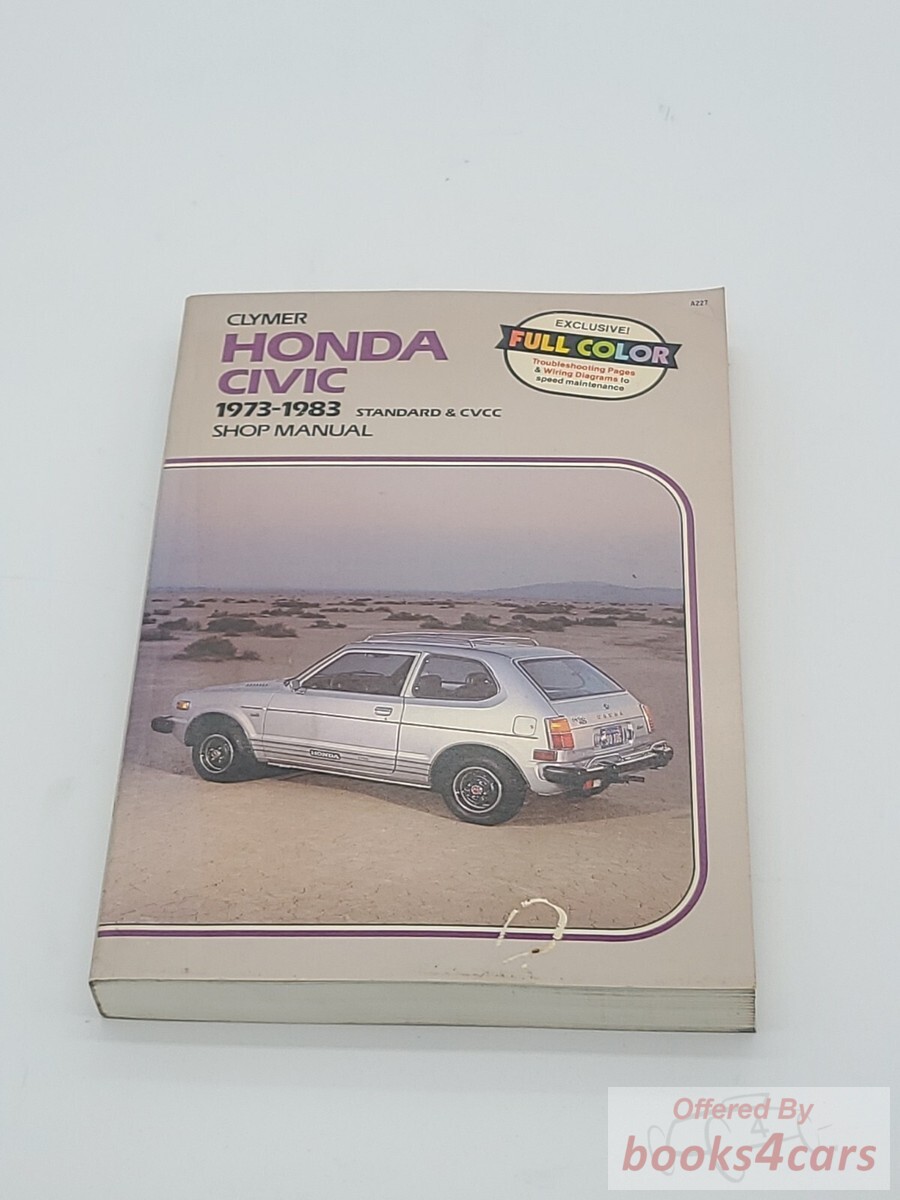 A227
CLYMER
HONDA
CIVIC
1973-1983 STANDARD & CVCC
SHOP MANUAL
EXCLUSIVE!
FULL COLOR
Troubleshooting Pages
& Wiring Diagrams to
speed maintenance
HONDA
Offered By
books4cars